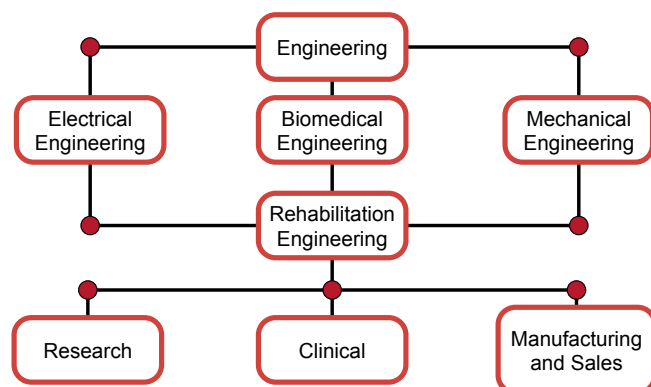 Engineering
Electrical
Engineering
Biomedical
Engineering
Mechanical
Engineering
Rehabilitation
Engineering
Research
Clinical
Manufacturing
and Sales